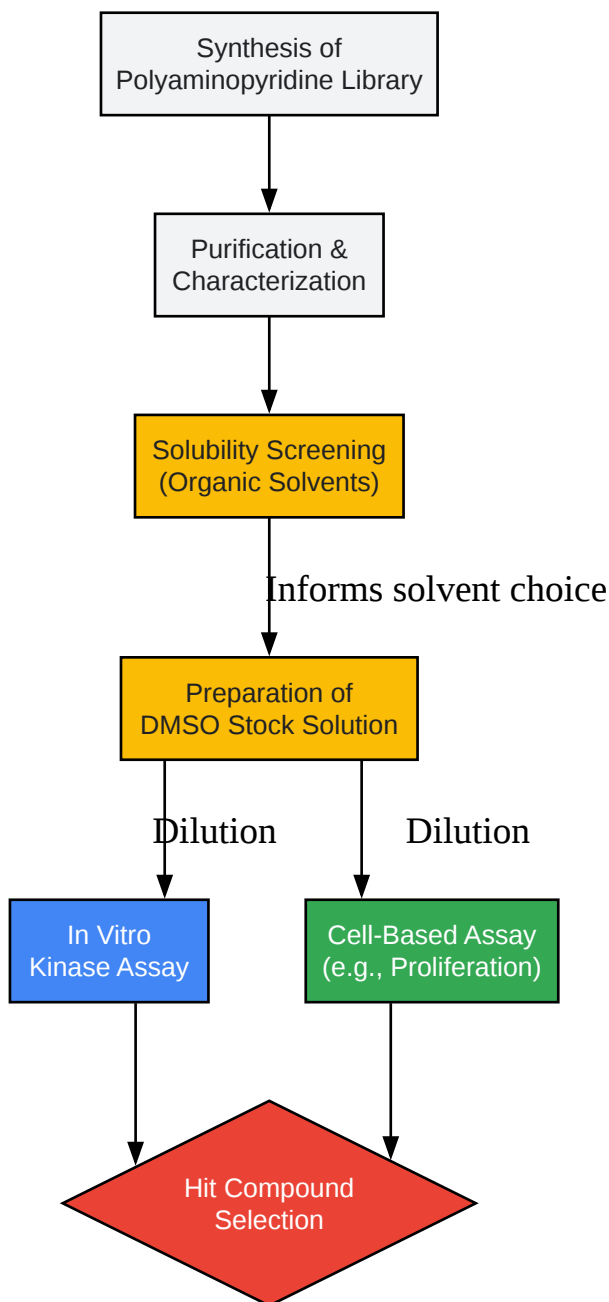 Synthesis of
Polyaminopyridine Library
Purification &
Characterization
Solubility Screening
(Organic Solvents)
Informs solvent choice
Preparation of
DMSO Stock Solution
Dilution
Dilution
In Vitro
Kinase Assay
Cell-Based Assay
(e.g., Proliferation)
Hit Compound
Selection